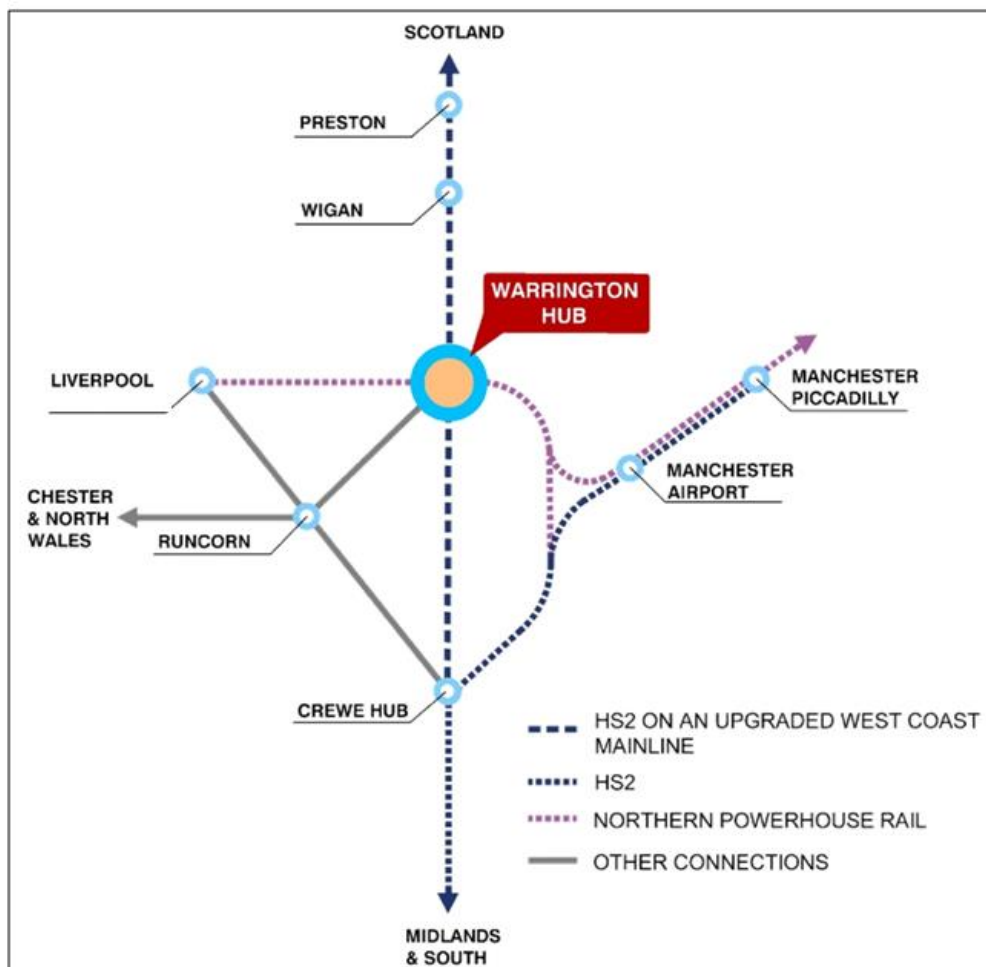 SCOTLAND
PRESTON
WIGAN
WARRINGTON
HUB
LIVERPOOL
MANCHESTER
PICCADILLY
MANCHESTER
AIRPORT
CHESTER
& NORTH
WALES
RUNCORN
CREWE HUB
HS2 ON AN UPGRADED WEST COAST
MAINLINE
HS2
NORTHERN POWERHOUSE RAIL
OTHER CONNECTIONS
MIDLANDS
& SOUTH